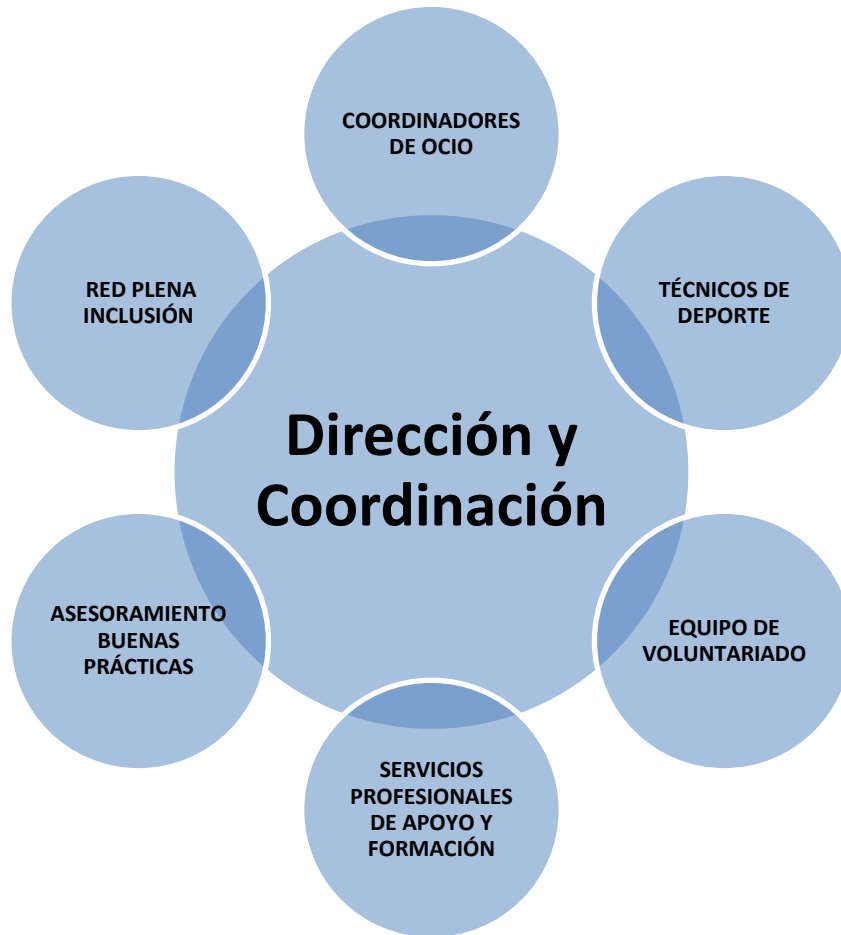 COORDINADORES
DE OCIO
TÉCNICOS DE
DEPORTE
EQUIPO DE
VOLUNTARIADO
SERVICIOS
PROFESIONALES
DE APOYO Y
FORMACIÓN
ASESORAMIENTO
BUENAS
PRÁCTICAS
RED PLENA
INCLUSIÓN
Dirección y
Coordinación